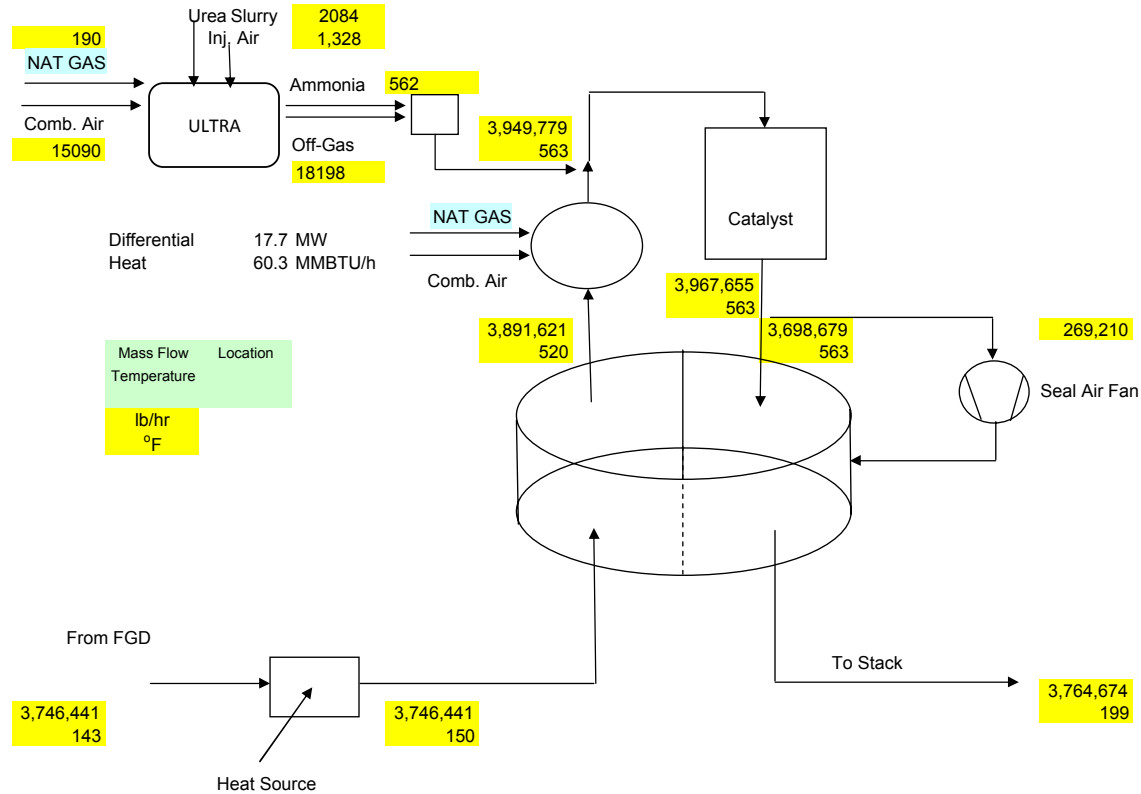 Urea Slurry
2084
Inj. Air
1,328
190
NAT GAS
Comb. Air
15090
ULTRA
Ammonia
562
Off-Gas
18198
3,949,779
563
Catalyst
NAT GAS
Comb. Air
Differential 17.7 MW
Heat 60.3 MMBTU/h
3,967,655
563
3,891,621
520
3,698,679
563
269,210
Seal Air Fan
Mass Flow Location
Temperature
lb/hr
°F
From FGD
To Stack
3,746,441
143
3,746,441
150
3,764,674
199
Heat Source